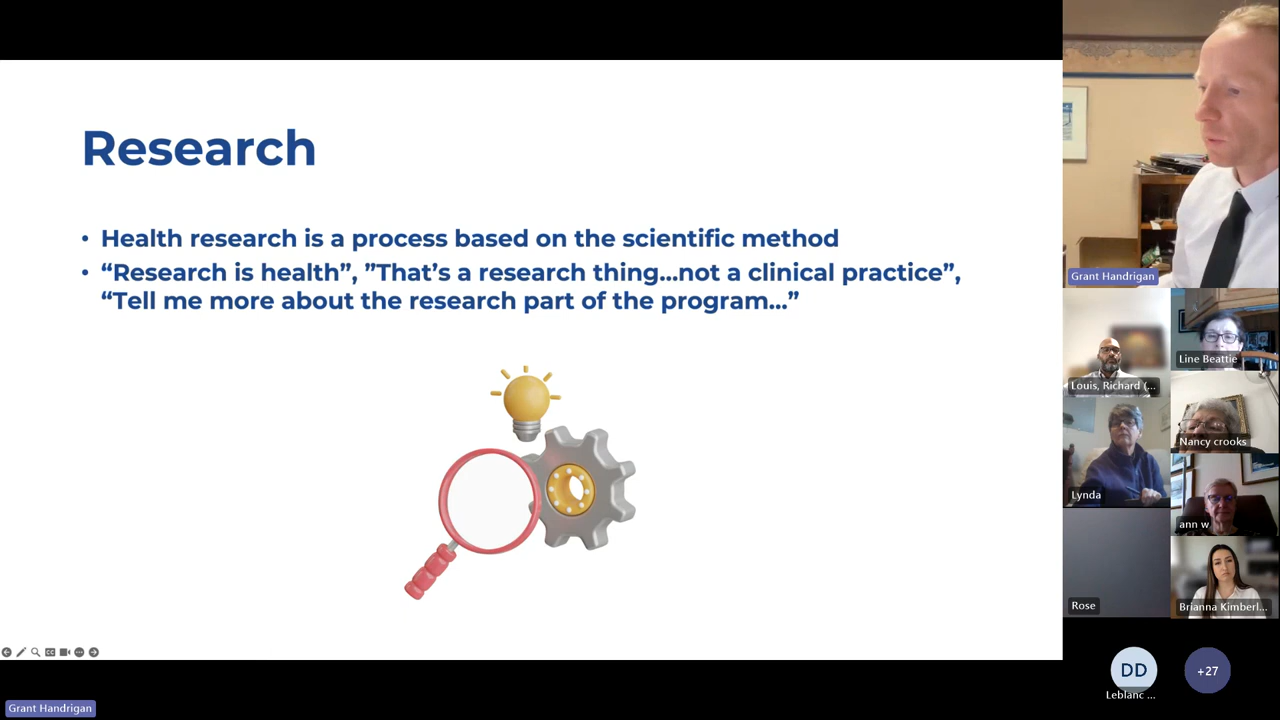 Research
• Health research is a process based on the scientific method
• “Research is health”, ”That’s a research thing...not a clinical practice”,
“Tell me more about the research part of the program...”
Grant Handrigan
Louis, Richard (...
Line Beattie
Nancy crooks
Lynda
ann w
Rose
Brianna Kimberl...
DD
Leblanc ...
+27
Grant Handrigan